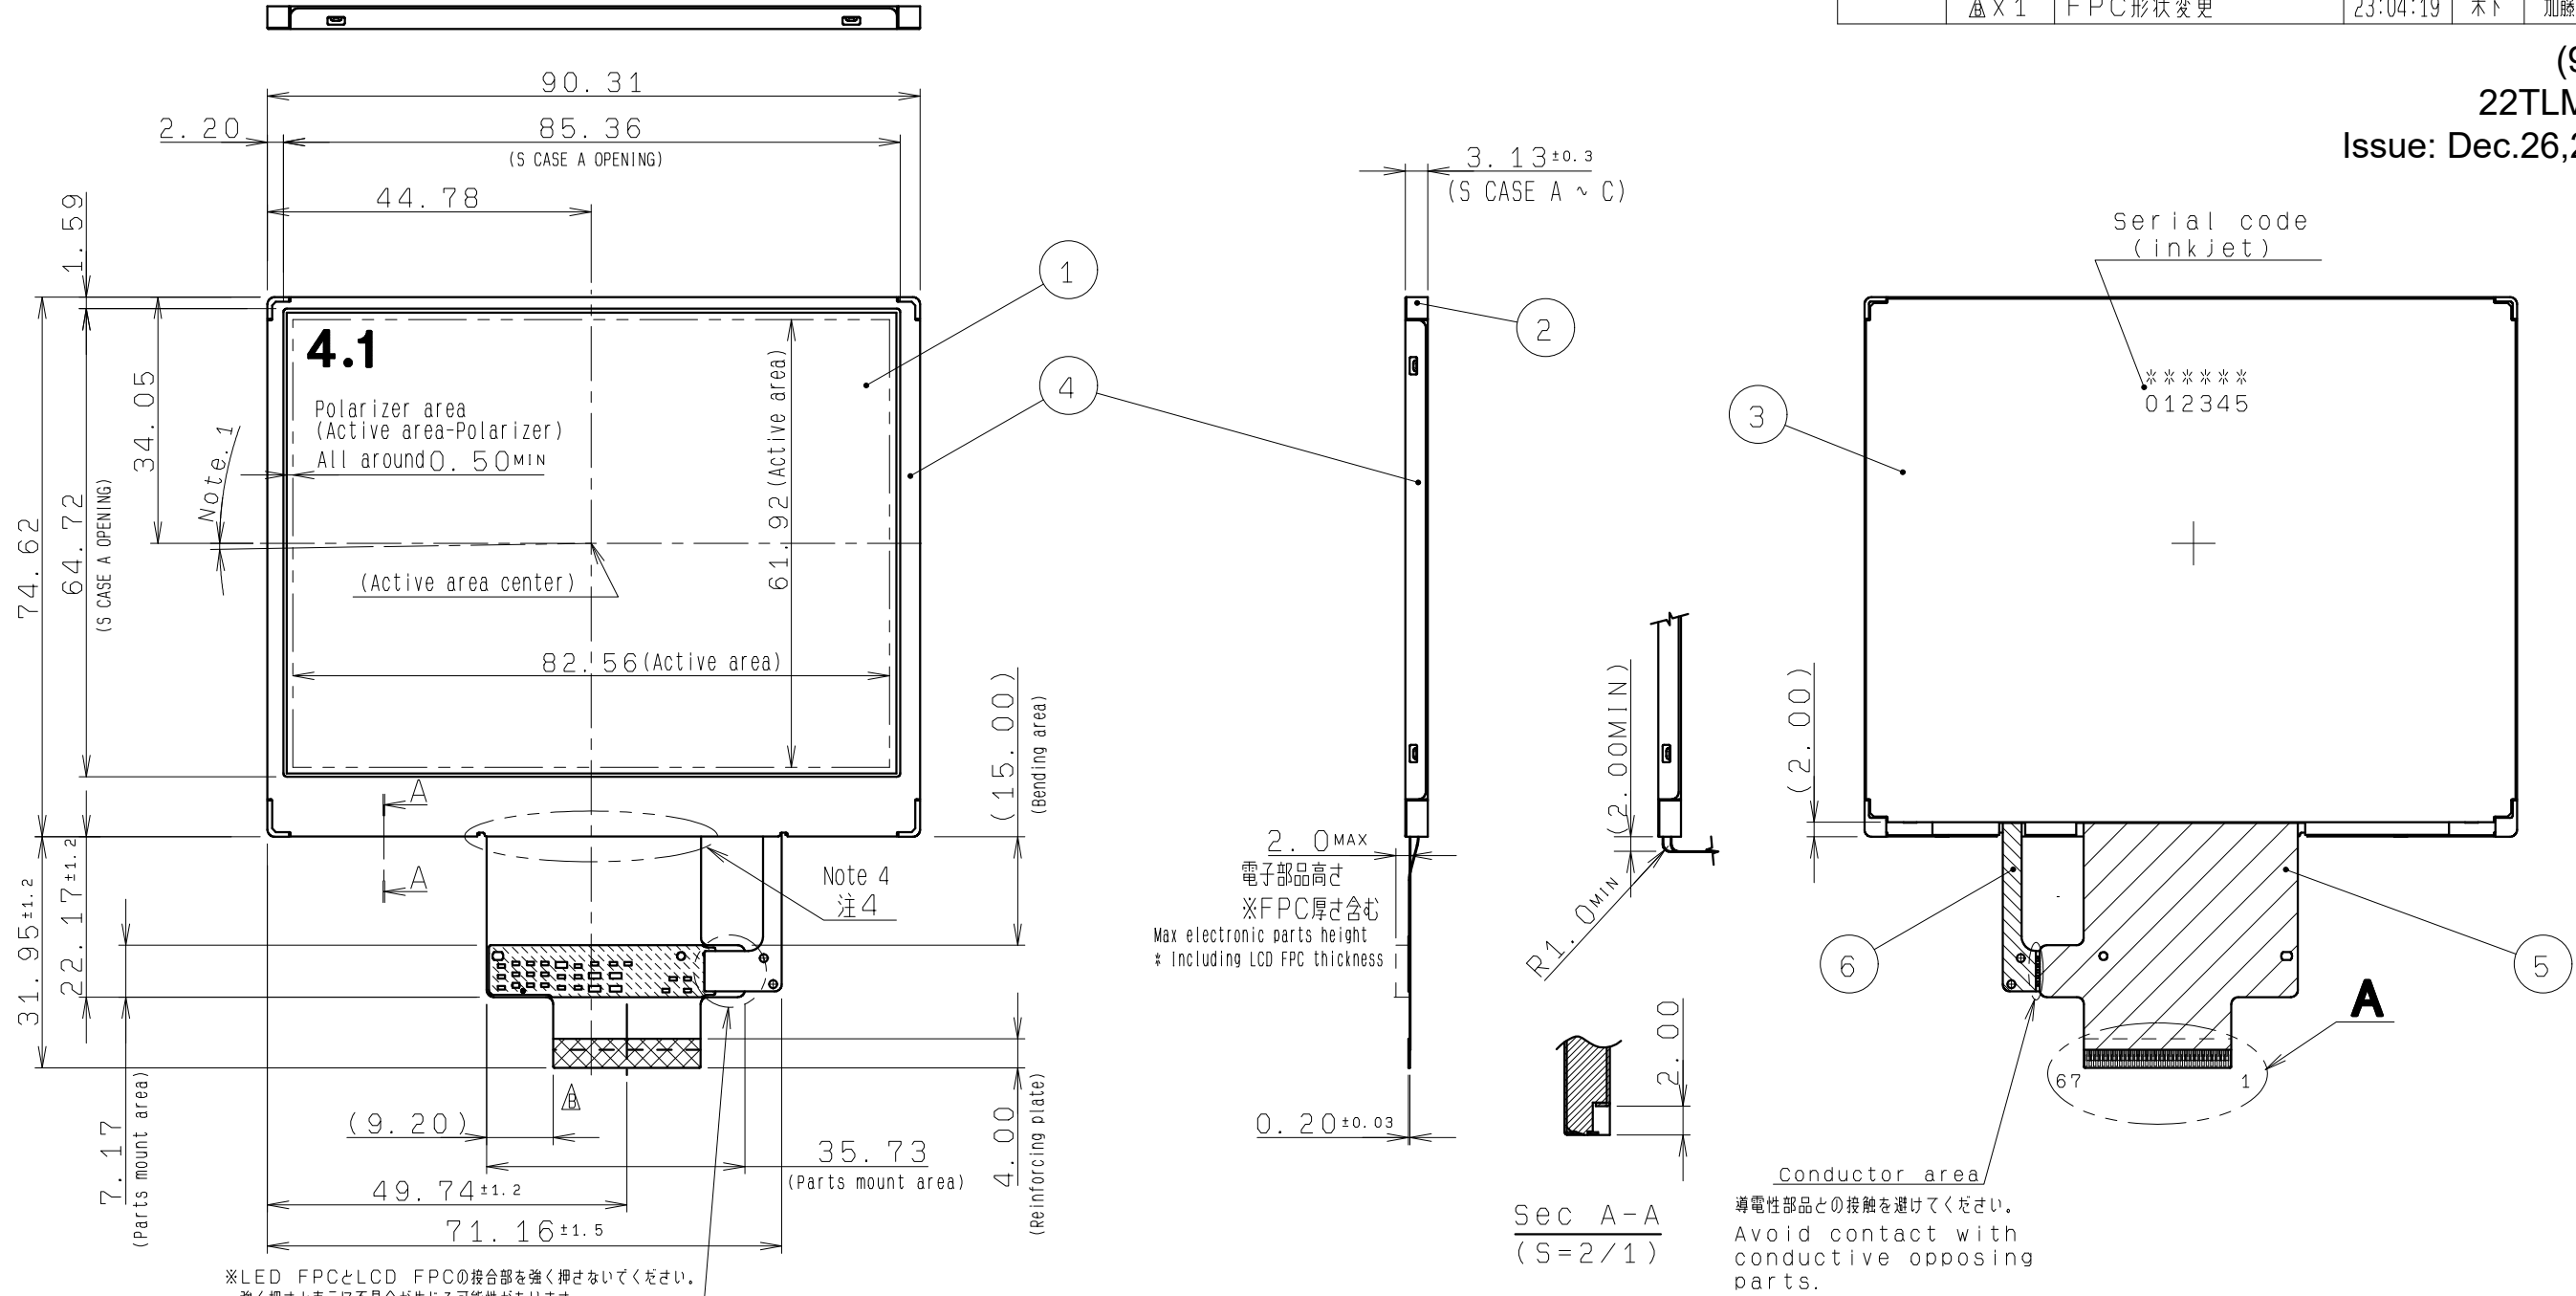 B X 1 FPC形状変更 23:04:19 木下 加藤
22TLM
Issue: Dec.26,2
90.31
2.20
85.36
(S CASE A OPENING)
44.78
1.59
34.05
Note.1
74.62
64.72
(S CASE A OPENING)
4.1
Polarizer area
(Active area-Polarizer)
All around 0.50MIN
61.92 (Active area)
(Active area center)
82.56 (Active area)
1
4
A
A
(15.00)
(Bending area)
Note 4
注4
31.95±1.2
22.17±1.2
7.17
(Parts mount area)
B
(9.20)
35.73
(Parts mount area)
4.00
(Reinforcing plate)
49.74±1.2
71.16±1.5
※LED FPCとLCD FPCの接合部を強く押さないでください。
3.13±0.3
(S CASE A ~ C)
2
2.0MAX
電子部品高さ
※FPC厚さ含む
Max electronic parts height
* Including LCD FPC thickness
0.20±0.03
(2.00MIN)
R1.0MIN
2.00
Sec A-A
(S=2/1)
Serial code
(inkjet)
******
012345
3
(2.00)
6
5
A
67 1
Conductor area
導電性部品との接触を避けてください。
Avoid contact with
conductive opposing
parts.